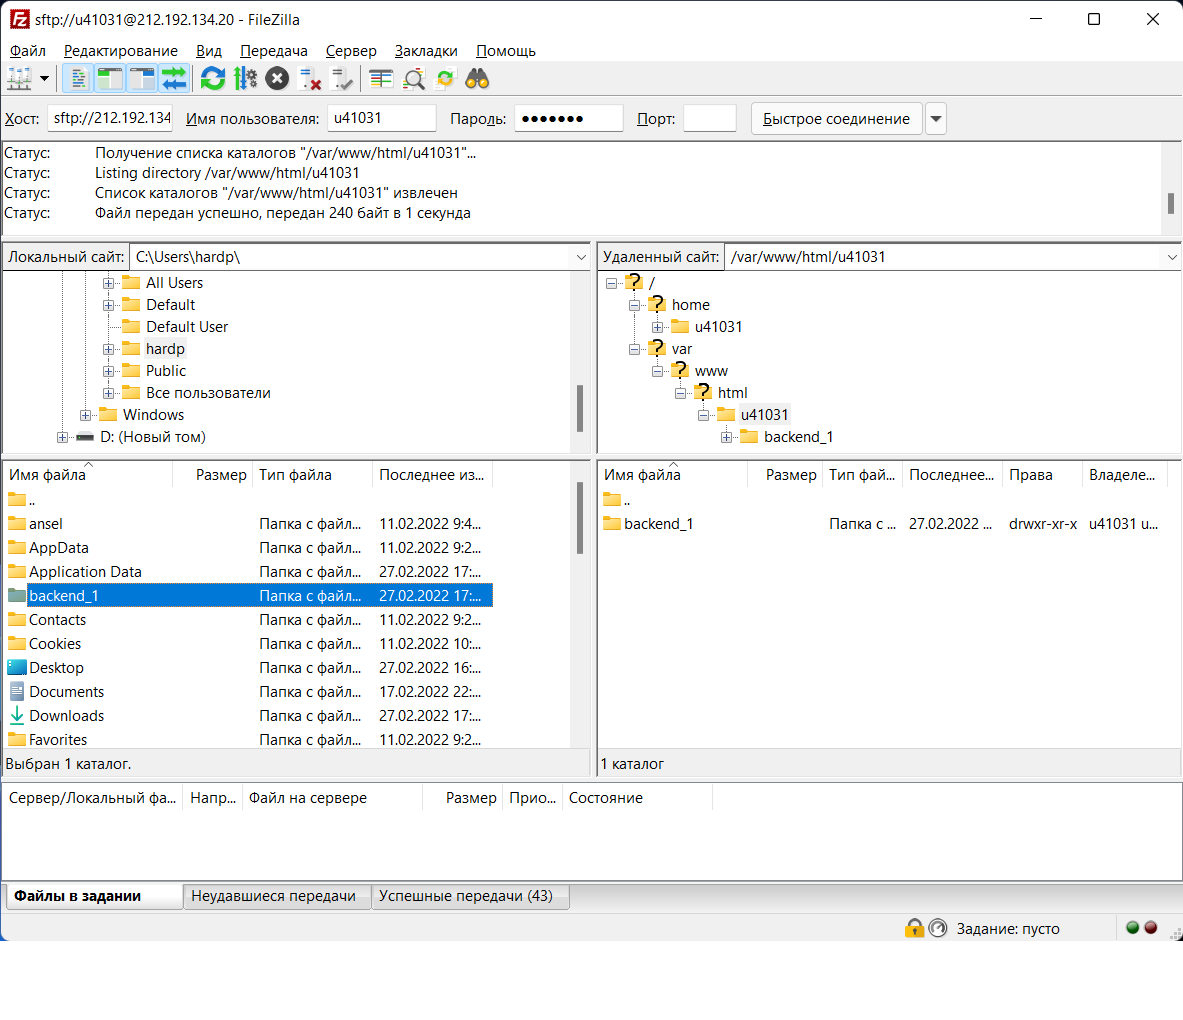 sftp://u41031@212.192.134.20 - FileZilla
Файл Редактирование Вид Передача Сервер Закладки Помощь
Хост: sftp://212.192.134 Имя пользователя: u41031 Пароль: ●●●●●●● Порт: Быстрое соединение
Статус: Получение списка каталогов "/var/www/html/u41031"...
Статус: Listing directory /var/www/html/u41031
Статус: Список каталогов "/var/www/html/u41031" извлечен
Статус: Файл передан успешно, передан 240 байт в 1 секунда
Локальный сайт: C:\Users\hardp\
All Users
Default
Default User
hardp
Public
Все пользователи
Windows
D: (Новый том)
Удаленный сайт: /var/www/html/u41031
/
home
u41031
var
www
html
u41031
backend_1
Имя файла Размер Тип файла Последнее из...
..
ansel Папка с файл... 11.02.2022 9:4...
AppData Папка с файл... 11.02.2022 9:2...
Application Data Папка с файл... 27.02.2022 17:...
backend_1 Папка с файл... 27.02.2022 17:...
Contacts Папка с файл... 11.02.2022 9:2...
Cookies Папка с файл... 11.02.2022 10:...
Desktop Папка с файл... 27.02.2022 16:...
Documents Папка с файл... 17.02.2022 22:...
Downloads Папка с файл... 27.02.2022 17:...
Favorites Папка с файл... 11.02.2022 9:2...
Выбран 1 каталог.
Имя файла Размер Тип фай... Последнее... Права Владеле...
..
backend_1 Папка с ... 27.02.2022 ... drwxr-xr-x u41031 u...
1 каталог
Сервер/Локальный фа... Напр... Файл на сервере Размер Прио... Состояние
Файлы в задании Неудавшиеся передачи Успешные передачи (43)
Задание: пусто